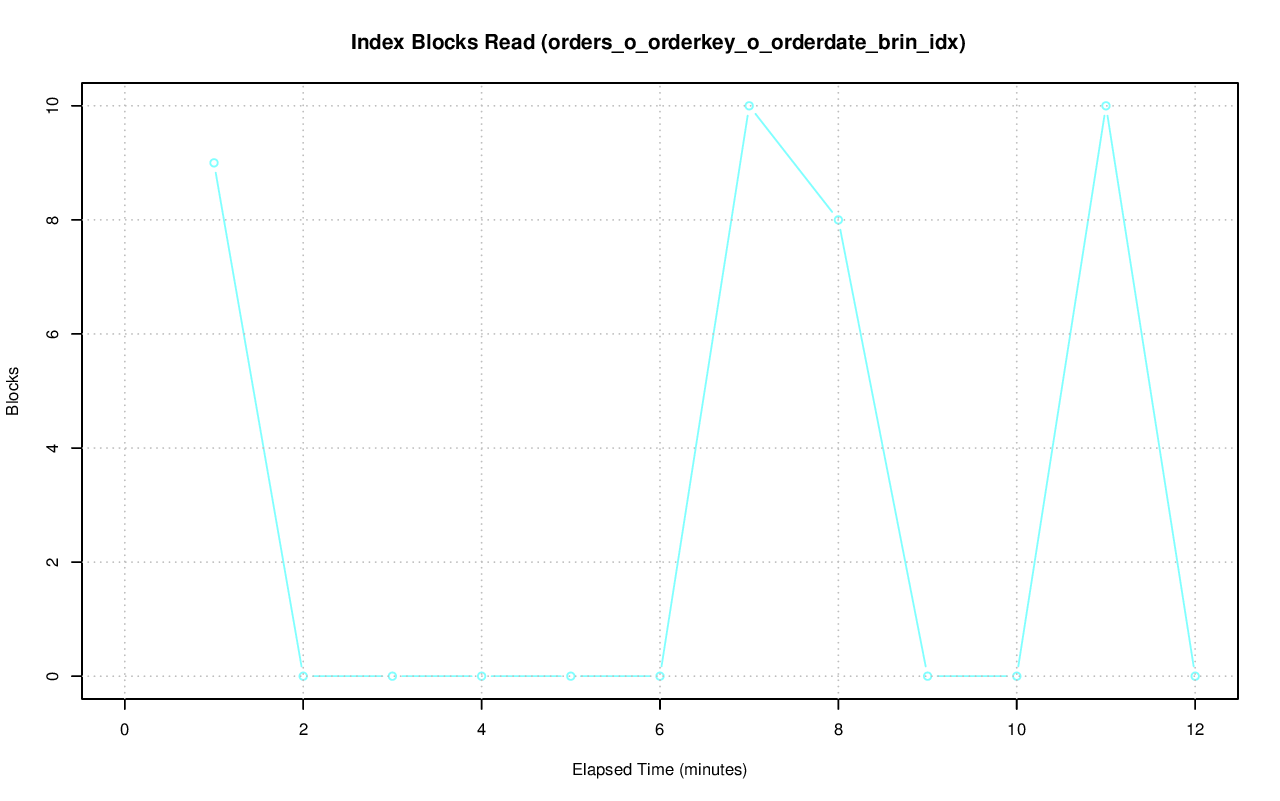 Index Blocks Read (orders_o_orderkey_o_orderdate_brin_idx)
10
8
6
4
2
0
Blocks
0 2 4 6 8 10 12
Elapsed Time (minutes)